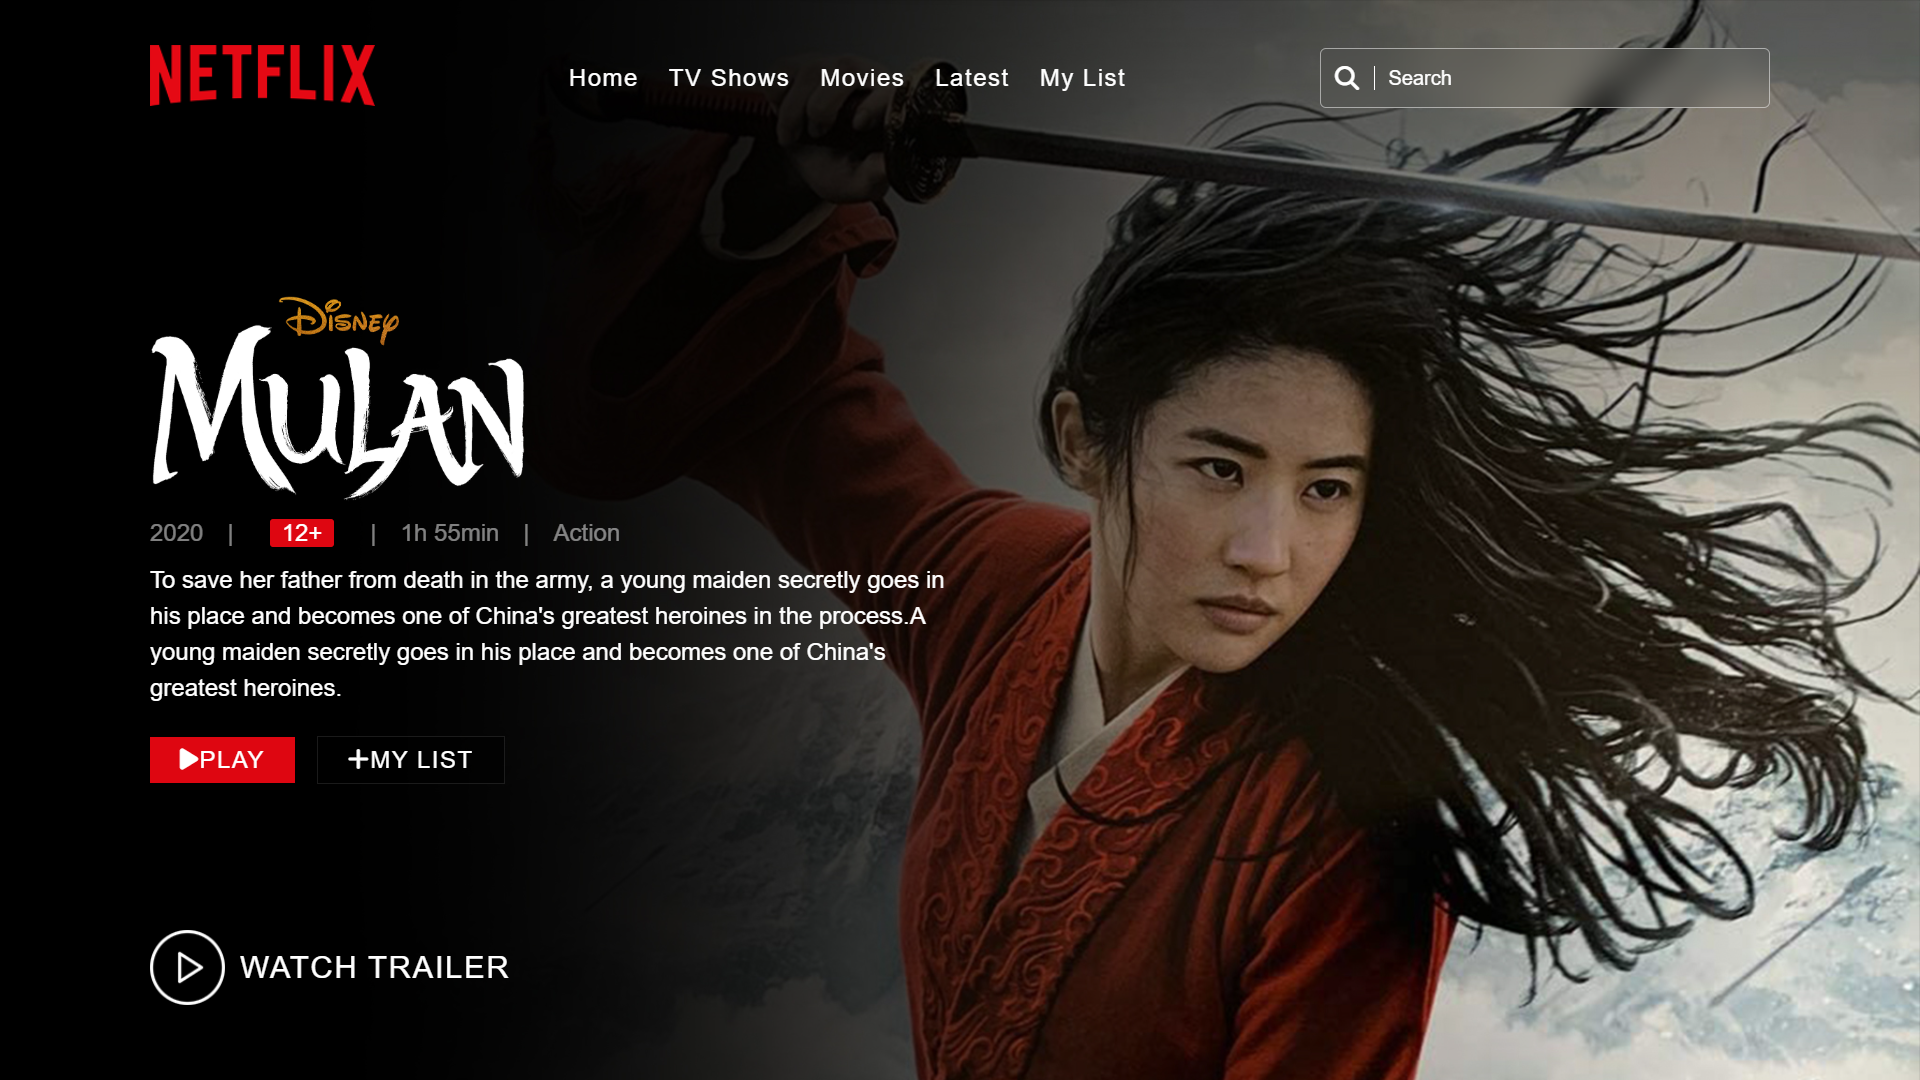 NETFLIX
Home TV Shows Movies Latest My List
Search
Disney
MULAN
2020 | 12+ | 1h 55min | Action
To save her father from death in the army, a young maiden secretly goes in
his place and becomes one of China's greatest heroines in the process.A
young maiden secretly goes in his place and becomes one of China's
greatest heroines.
PLAY
MY LIST
WATCH TRAILER